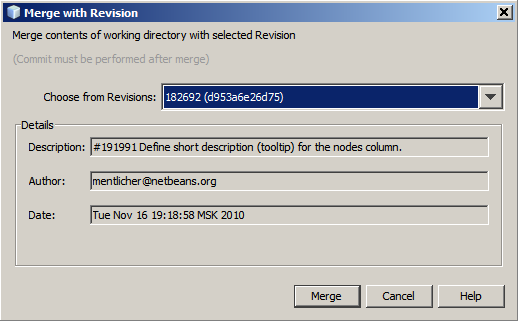 Merge with Revision
Merge contents of working directory with selected Revision
(Commit must be performed after merge)
Choose from Revisions: 182692 (d953a6e26d75)
Details
Description: #191991 Define short description (tooltip) for the nodes column.
Author: mentlicher@netbeans.org
Date: Tue Nov 16 19:18:58 MSK 2010
Merge Cancel Help